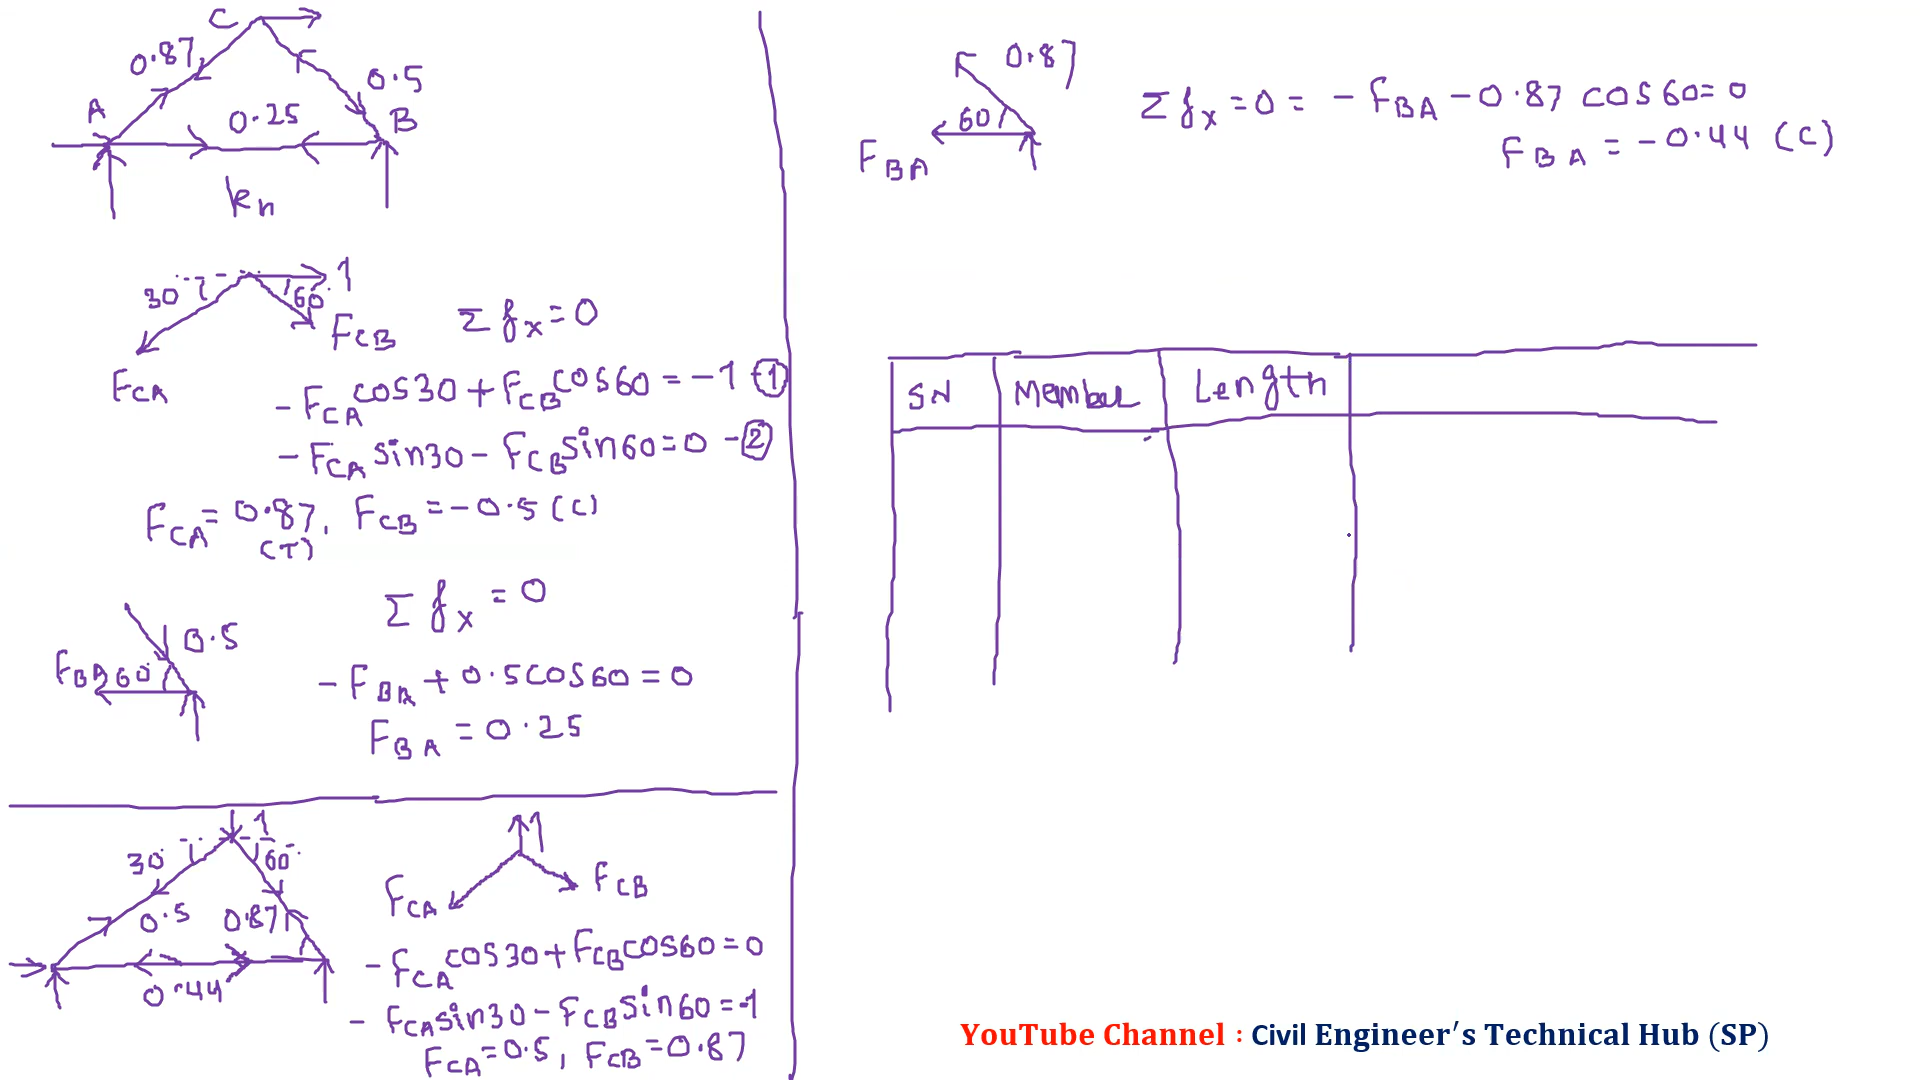 C
0.87
0.5
A
0.25
B
kn
1
30
60
FCB
FCA
Σfx = 0
- FCA cos30 + FCB cos60 = -1 -①
- FCA sin30 - FCB sin60 = 0 -②
FCA = 0.87, FCB = -0.5 (C)
(T)
Σfx = 0
0.5
FBA 60
- FBA + 0.5cos60 = 0
FBA = 0.25
1
30
60
0.5
0.87
0.44
1
FCA
FCB
- FCA cos30 + FCB cos60 = 0
- FCA sin30 - FCB sin60 = -1
FCA = 0.5, FCB = 0.87
0.87
60
FBA
Σfx = 0 = - FBA - 0.87 cos60 = 0
FBA = -0.44 (C)
SN Member Length
YouTube Channel : Civil Engineer's Technical Hub (SP)